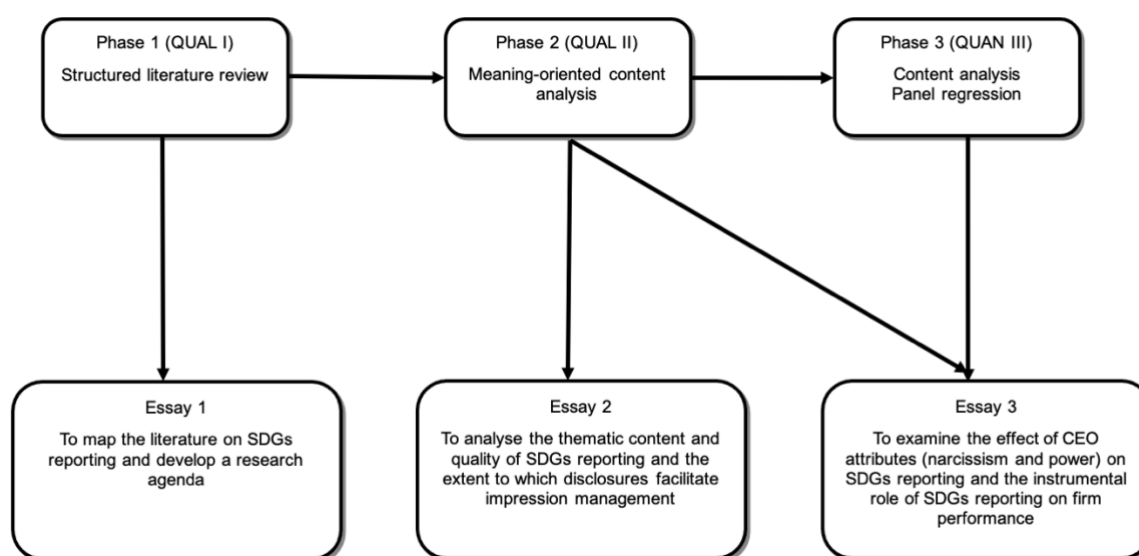 Phase 1 (QUAL I)
Structured literature review
Phase 2 (QUAL II)
Meaning-oriented content
analysis
Phase 3 (QUAN III)
Content analysis
Panel regression
Essay 1
To map the literature on SDGs
reporting and develop a research
agenda
Essay 2
To analyse the thematic content and
quality of SDGs reporting and the
extent to which disclosures facilitate
impression management
Essay 3
To examine the effect of CEO
attributes (narcissism and power) on
SDGs reporting and the instrumental
role of SDGs reporting on firm
performance